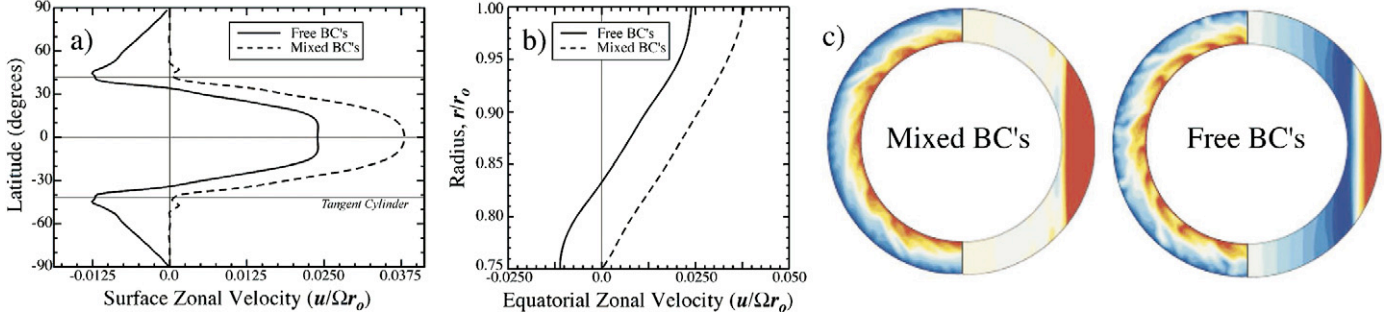 a)
Free BC's
Mixed BC's
90
60
30
0
-30
-60
-90
Latitude (degrees)
Tangent Cylinder
-0.0125
0.0
0.0125
0.0250
0.0375
Surface Zonal Velocity (u/Ωrₒ)
b)
Free BC's
Mixed BC's
1.00
0.95
0.90
0.85
0.80
0.75
Radius, r/rₒ
-0.0250
0.0
0.0250
0.050
Equatorial Zonal Velocity (u/Ωrₒ)
c)
Mixed BC's
Free BC's